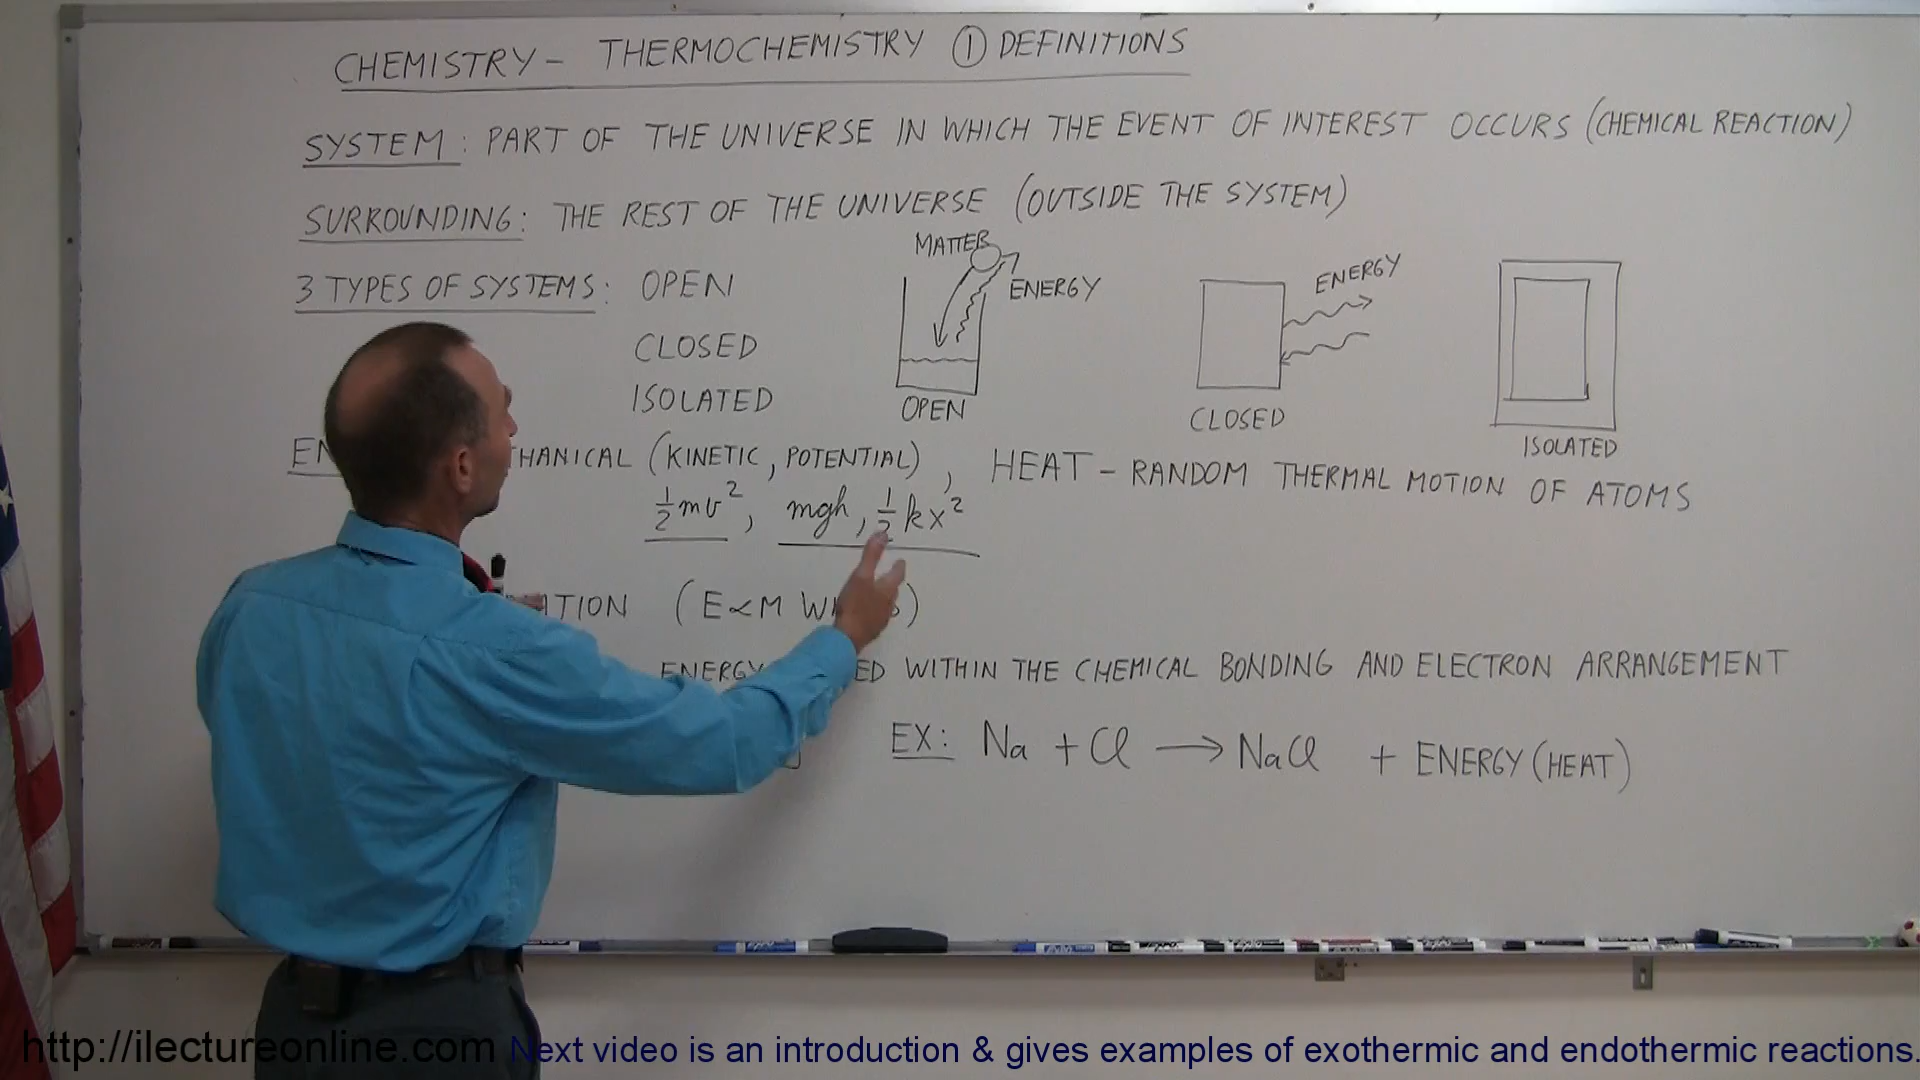 CHEMISTRY - THERMOCHEMISTRY ① DEFINITIONS
SYSTEM: PART OF THE UNIVERSE IN WHICH THE EVENT OF INTEREST OCCURS (CHEMICAL REACTION)
SURROUNDING: THE REST OF THE UNIVERSE (OUTSIDE THE SYSTEM)
MATTER
ENERGY
ENERGY
3 TYPES OF SYSTEMS: OPEN
CLOSED
ISOLATED
OPEN
CLOSED
ISOLATED
(KINETIC, POTENTIAL), HEAT - RANDOM THERMAL MOTION OF ATOMS
½mv², mgh, ½kx²
(E∝M
ENERGY WITHIN THE CHEMICAL BONDING AND ELECTRON ARRANGEMENT
EX: Na + Cl → NaCl + ENERGY (HEAT)
http://ilectureonline.com Next video is an introduction & gives examples of exothermic and endothermic reactions.